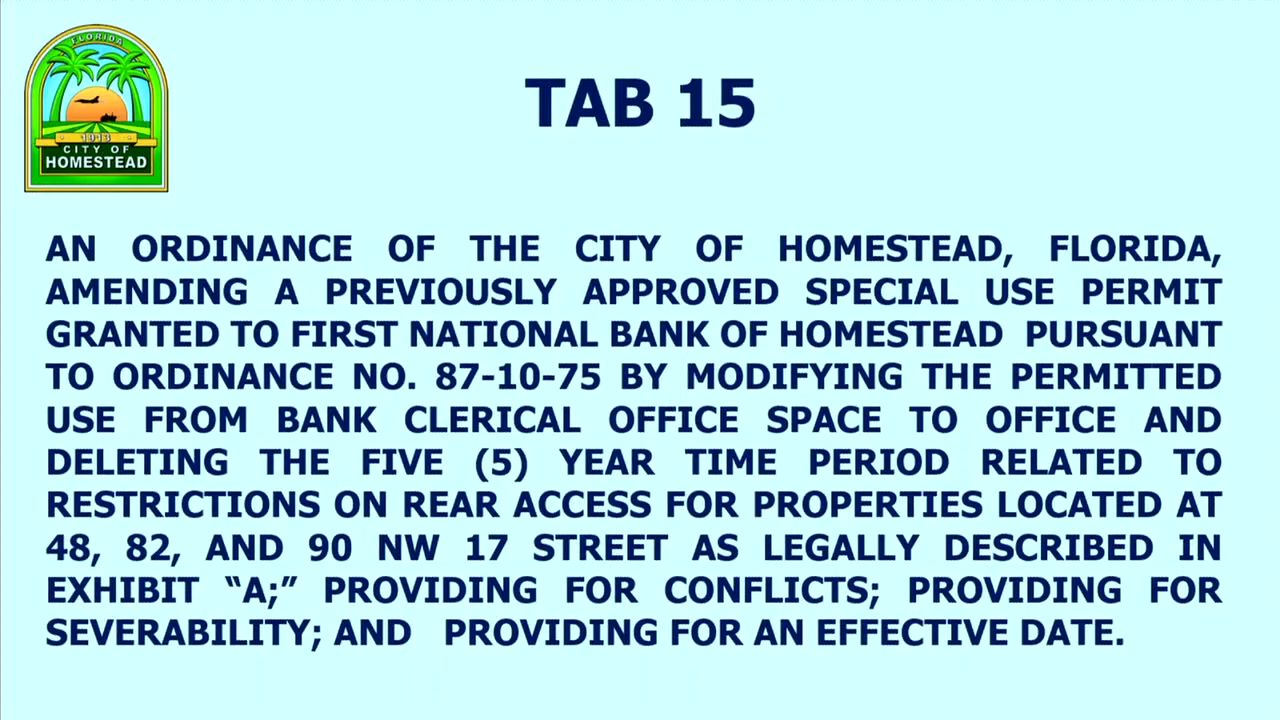 FLORIDA
1913
CITY OF
HOMESTEAD
TAB 15
AN ORDINANCE OF THE CITY OF HOMESTEAD, FLORIDA,
AMENDING A PREVIOUSLY APPROVED SPECIAL USE PERMIT
GRANTED TO FIRST NATIONAL BANK OF HOMESTEAD PURSUANT
TO ORDINANCE NO. 87-10-75 BY MODIFYING THE PERMITTED
USE FROM BANK CLERICAL OFFICE SPACE TO OFFICE AND
DELETING THE FIVE (5) YEAR TIME PERIOD RELATED TO
RESTRICTIONS ON REAR ACCESS FOR PROPERTIES LOCATED AT
48, 82, AND 90 NW 17 STREET AS LEGALLY DESCRIBED IN
EXHIBIT “A;” PROVIDING FOR CONFLICTS; PROVIDING FOR
SEVERABILITY; AND PROVIDING FOR AN EFFECTIVE DATE.